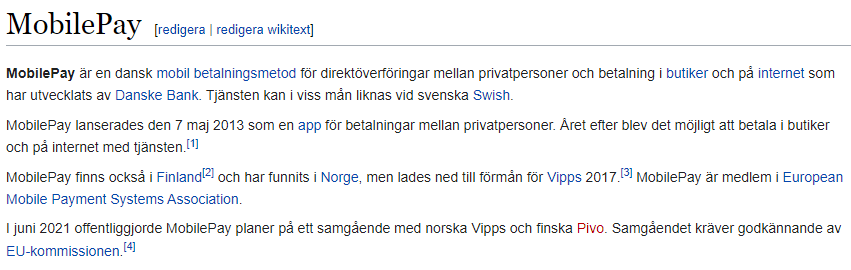 MobilePay [redigera | redigera wikitext]
MobilePay är en dansk mobil betalningsmetod för direktöverföringar mellan privatpersoner och betalning i butiker och på internet som
har utvecklats av Danske Bank. Tjänsten kan i viss mån liknas vid svenska Swish.
MobilePay lanserades den 7 maj 2013 som en app för betalningar mellan privatpersoner. Året efter blev det möjligt att betala i butiker
och på internet med tjänsten.[1]
MobilePay finns också i Finland[2] och har funnits i Norge, men lades ned till förmån för Vipps 2017.[3] MobilePay är medlem i European
Mobile Payment Systems Association.
I juni 2021 offentliggjorde MobilePay planer på ett samgående med norska Vipps och finska Pivo. Samgåendet kräver godkännande av
EU-kommissionen.[4]